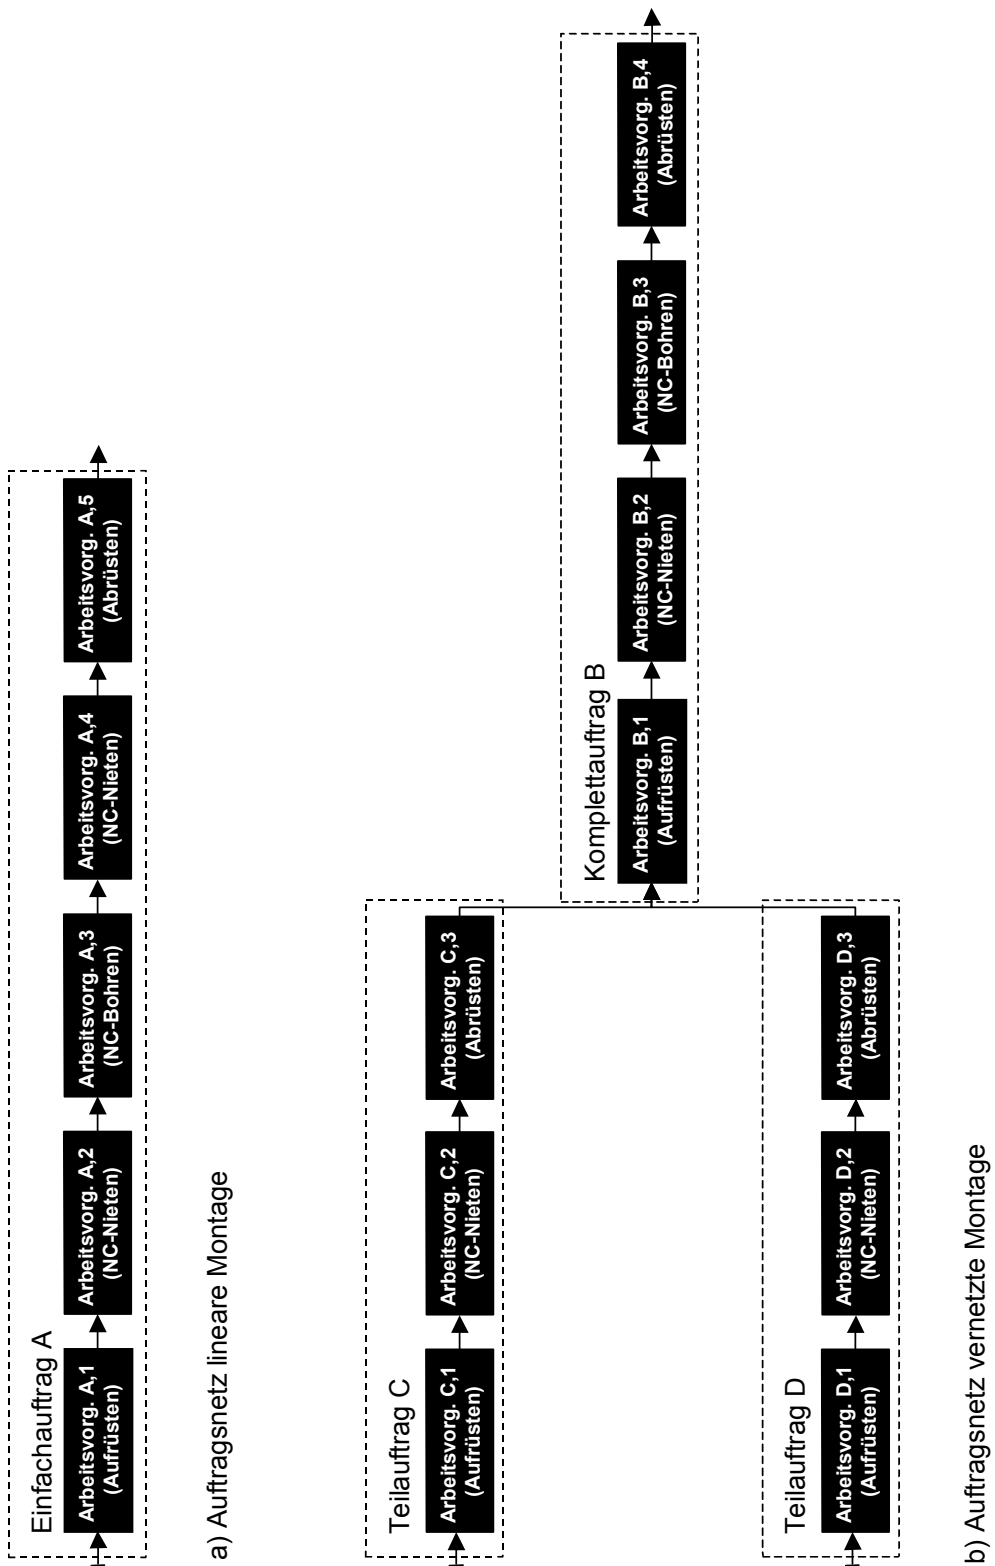 Einfachauftrag A
Arbeitsvorg. A,1
(Aufrüsten)
Arbeitsvorg. A,2
(NC-Nieten)
Arbeitsvorg. A,3
(NC-Bohren)
Arbeitsvorg. A,4
(NC-Nieten)
Arbeitsvorg. A,5
(Abrüsten)
a) Auftragsnetz lineare Montage
Teilauftrag C
Arbeitsvorg. C,1
(Aufrüsten)
Arbeitsvorg. C,2
(NC-Nieten)
Arbeitsvorg. C,3
(Abrüsten)
Komplettauftrag B
Arbeitsvorg. B,1
(Aufrüsten)
Arbeitsvorg. B,2
(NC-Nieten)
Arbeitsvorg. B,3
(NC-Bohren)
Arbeitsvorg. B,4
(Abrüsten)
Teilauftrag D
Arbeitsvorg. D,1
(Aufrüsten)
Arbeitsvorg. D,2
(NC-Nieten)
Arbeitsvorg. D,3
(Abrüsten)
b) Auftragsnetz vernetzte Montage